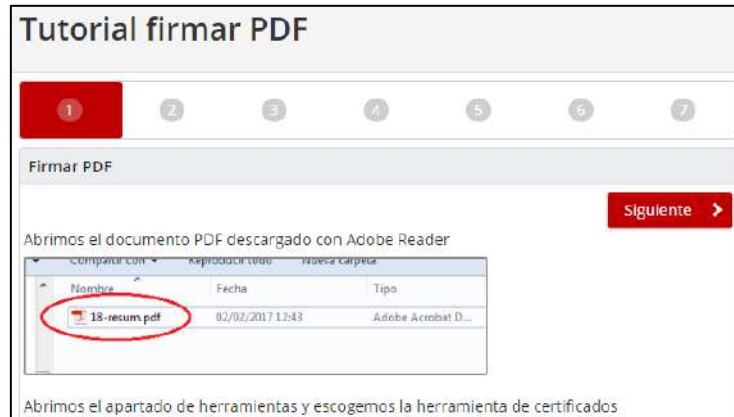 Tutorial firmar PDF
1 2 3 4 5 6 7
Firmar PDF
Siguiente
Abrimos el documento PDF descargado con Adobe Reader
Compartir con Reproducir todo Nueva carpeta
Nombre Fecha Tipo
18-resum.pdf 02/02/2017 12:43 Adobe Acrobat D...
Abrimos el apartado de herramientas y escogemos la herramienta de certificados